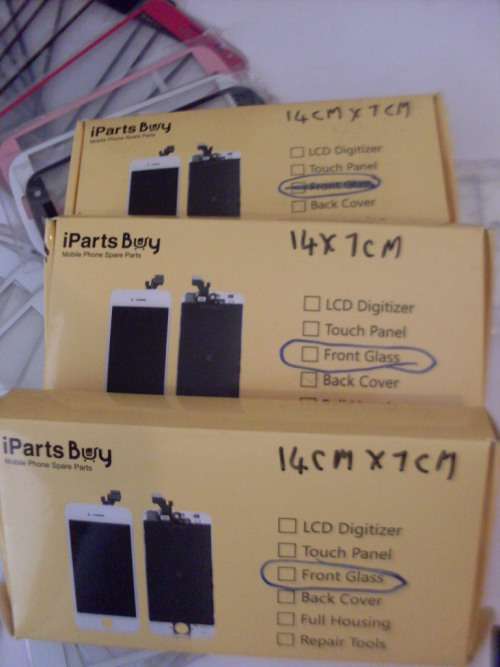 iParts Buy
Mobile Phone Spare Parts
14CM X 7CM
LCD Digitizer
Touch Panel
Front Glass
Back Cover
iParts Buy
Mobile Phone Spare Parts
14X 7CM
LCD Digitizer
Touch Panel
Front Glass
Back Cover
iParts Buy
Mobile Phone Spare Parts
14CM X 7CM
LCD Digitizer
Touch Panel
Front Glass
Back Cover
Full Housing
Repair Tools